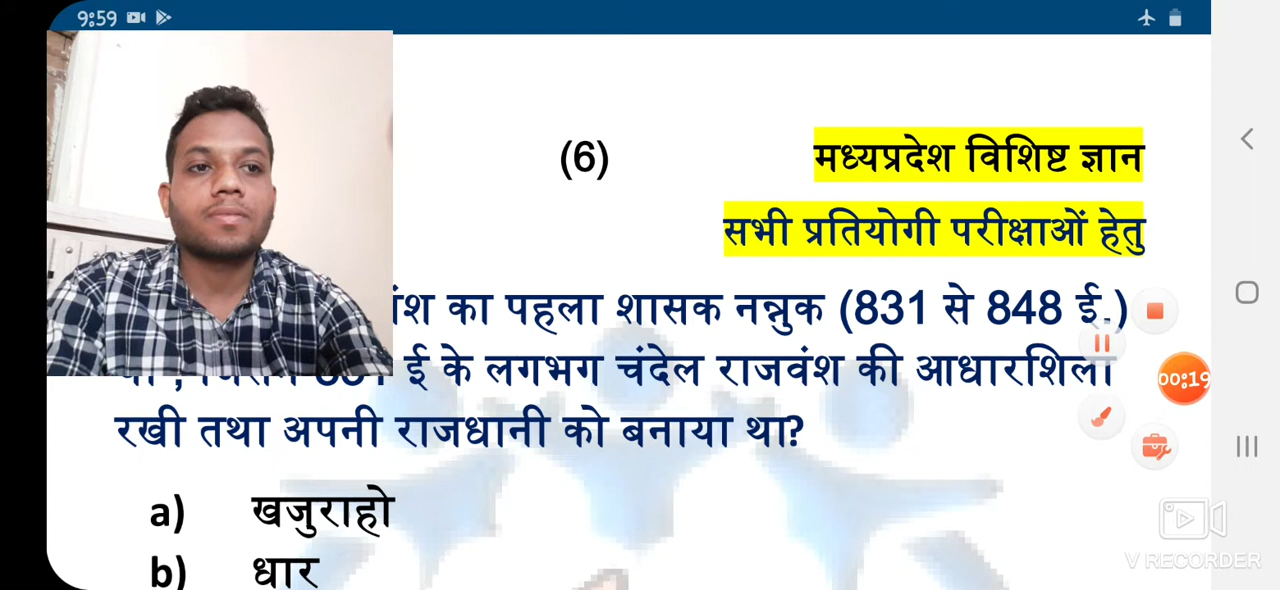 9:59
(6)
मध्यप्रदेश विशिष्ट ज्ञान
सभी प्रतियोगी परीक्षाओं हेतु
वंश का पहला शासक नन्नुक (831 से 848 ई.)
ई के लगभग चंदेल राजवंश की आधारशिला
रखी तथा अपनी राजधानी को बनाया था?
00:19
a) खजुराहो
b) धार
V RECORDER